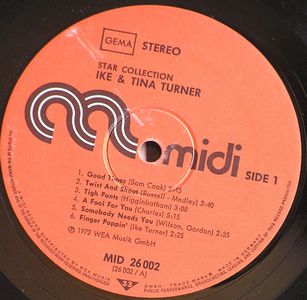 GEMA STEREO
STAR COLLECTION
IKE & TINA TURNER
midi
SIDE 1
1. Good Times (Sam Cook) 2:45
2. Twist And Shout (Russell - Medley) 3:40
3. Tigh Pants (Higginbotham) 3:08
4. A Fool For You (Charles) 5:15
5. Somebody Needs You (Wilson, Gordon) 2:35
6. Finger Poppin' (Ike Turner) 2:45
℗ 1972 WEA Musik GmbH
MID 26 002
(26 002 / A)
33